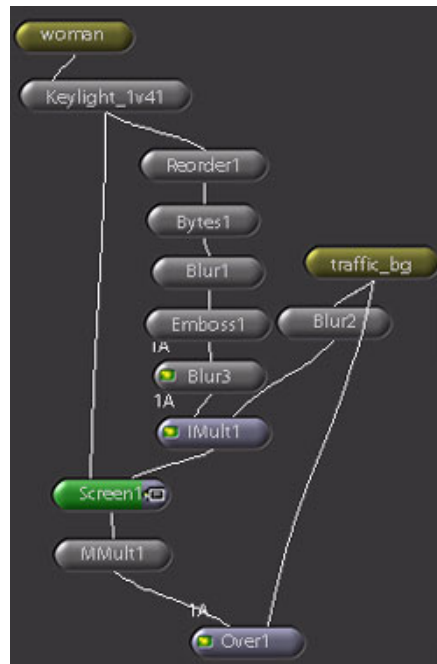 woman
Keylight_1v41
Reorder1
Bytes1
Blur1
traffic_bg
Emboss1
Blur2
1A
Blur3
1A
IMult1
Screen1
MMult1
1A
Over1